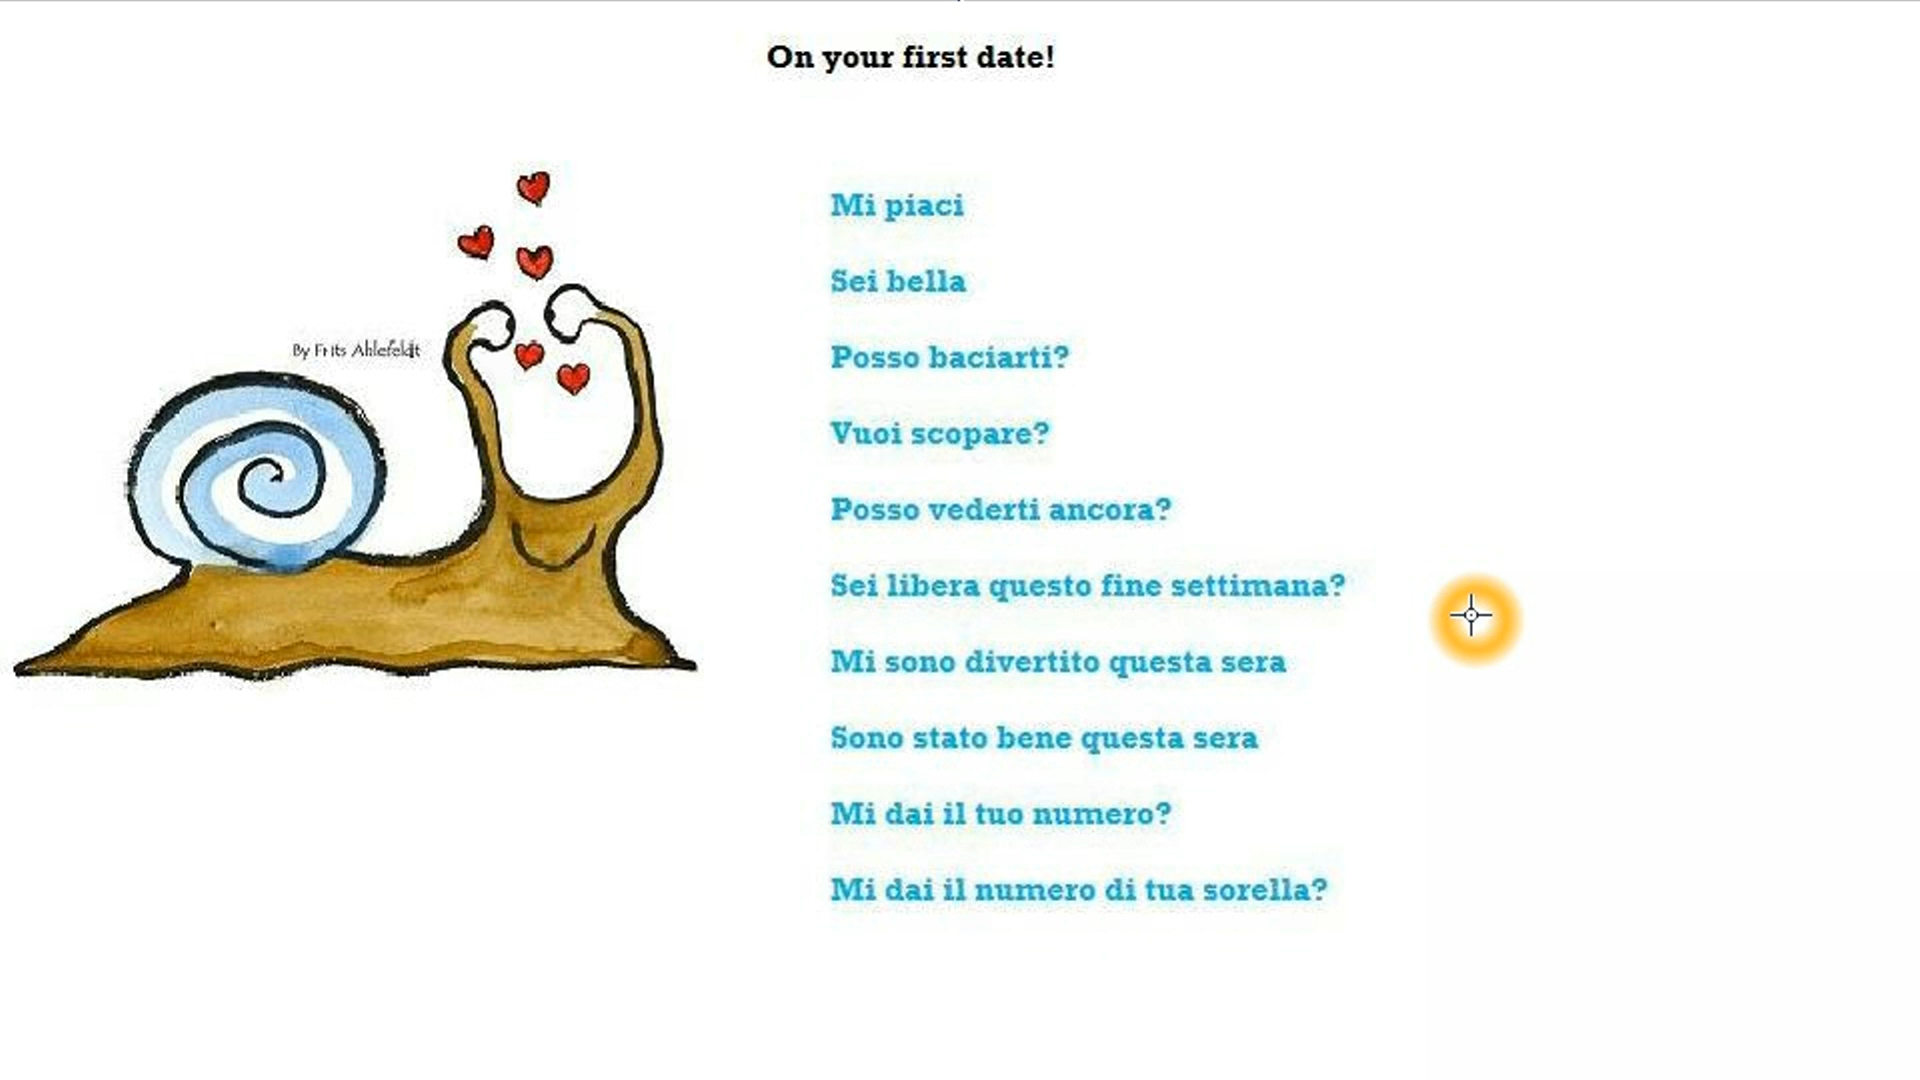 On your first date!
By Frits Ahlefeldt
Mi piaci
Sei bella
Posso baciarti?
Vuoi scopare?
Posso vederti ancora?
Sei libera questo fine settimana?
Mi sono divertito questa sera
Sono stato bene questa sera
Mi dai il tuo numero?
Mi dai il numero di tua sorella?